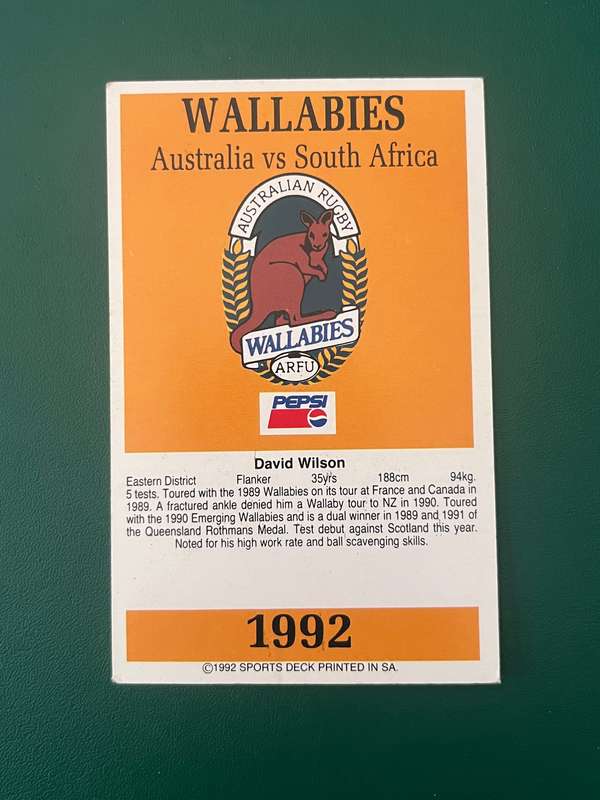 WALLABIES
Australia vs South Africa
AUSTRALIAN RUGBY
WALLABIES
ARFU
PEPSI
David Wilson
Eastern District Flanker 35yrs 188cm 94kg.
5 tests. Toured with the 1989 Wallabies on its tour at France and Canada in
1989. A fractured ankle denied him a Wallaby tour to NZ in 1990. Toured
with the 1990 Emerging Wallabies and is a dual winner in 1989 and 1991 of
the Queensland Rothmans Medal. Test debut against Scotland this year.
Noted for his high work rate and ball scavenging skills.
1992
©1992 SPORTS DECK PRINTED IN SA.